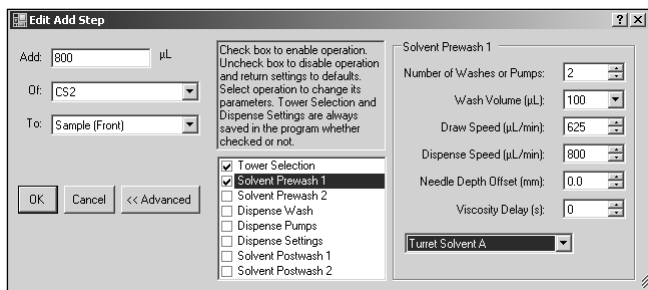 Edit Add Step
Add: 800 µL
Of: CS2
To: Sample (Front)
OK Cancel << Advanced
Check box to enable operation.
Uncheck box to disable operation
and return settings to defaults.
Select operation to change its
parameters. Tower Selection and
Dispense Settings are always
saved in the program whether
checked or not.
Tower Selection
Solvent Prewash 1
Solvent Prewash 2
Dispense Wash
Dispense Pumps
Dispense Settings
Solvent Postwash 1
Solvent Postwash 2
Solvent Prewash 1
Number of Washes or Pumps: 2
Wash Volume (µL): 100
Draw Speed (µL/min): 625
Dispense Speed (µL/min): 800
Needle Depth Offset (mm): 0.0
Viscosity Delay (s): 0
Turret Solvent A